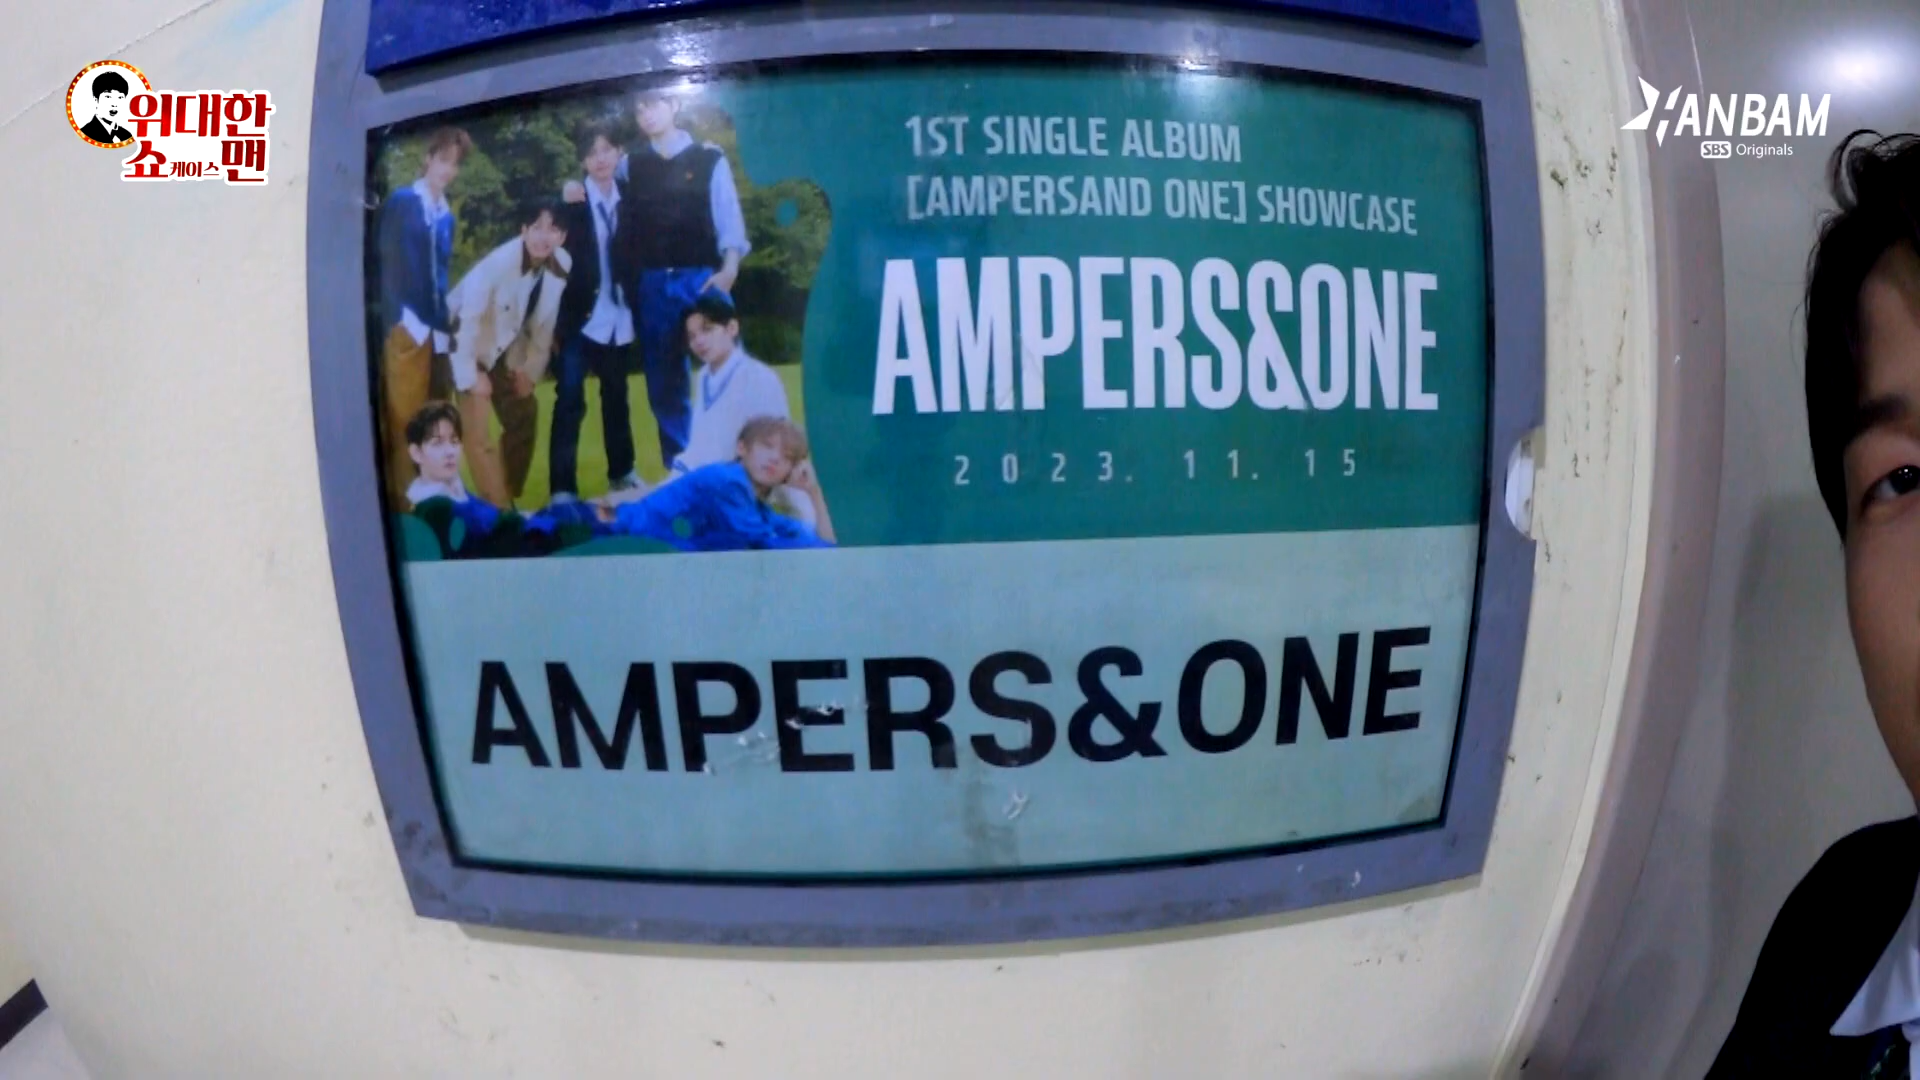 위대한
쇼케이스맨
HANBAM
SBS Originals
1ST SINGLE ALBUM
[AMPERSAND ONE] SHOWCASE
AMPERS&ONE
2023. 11. 15
AMPERS&ONE